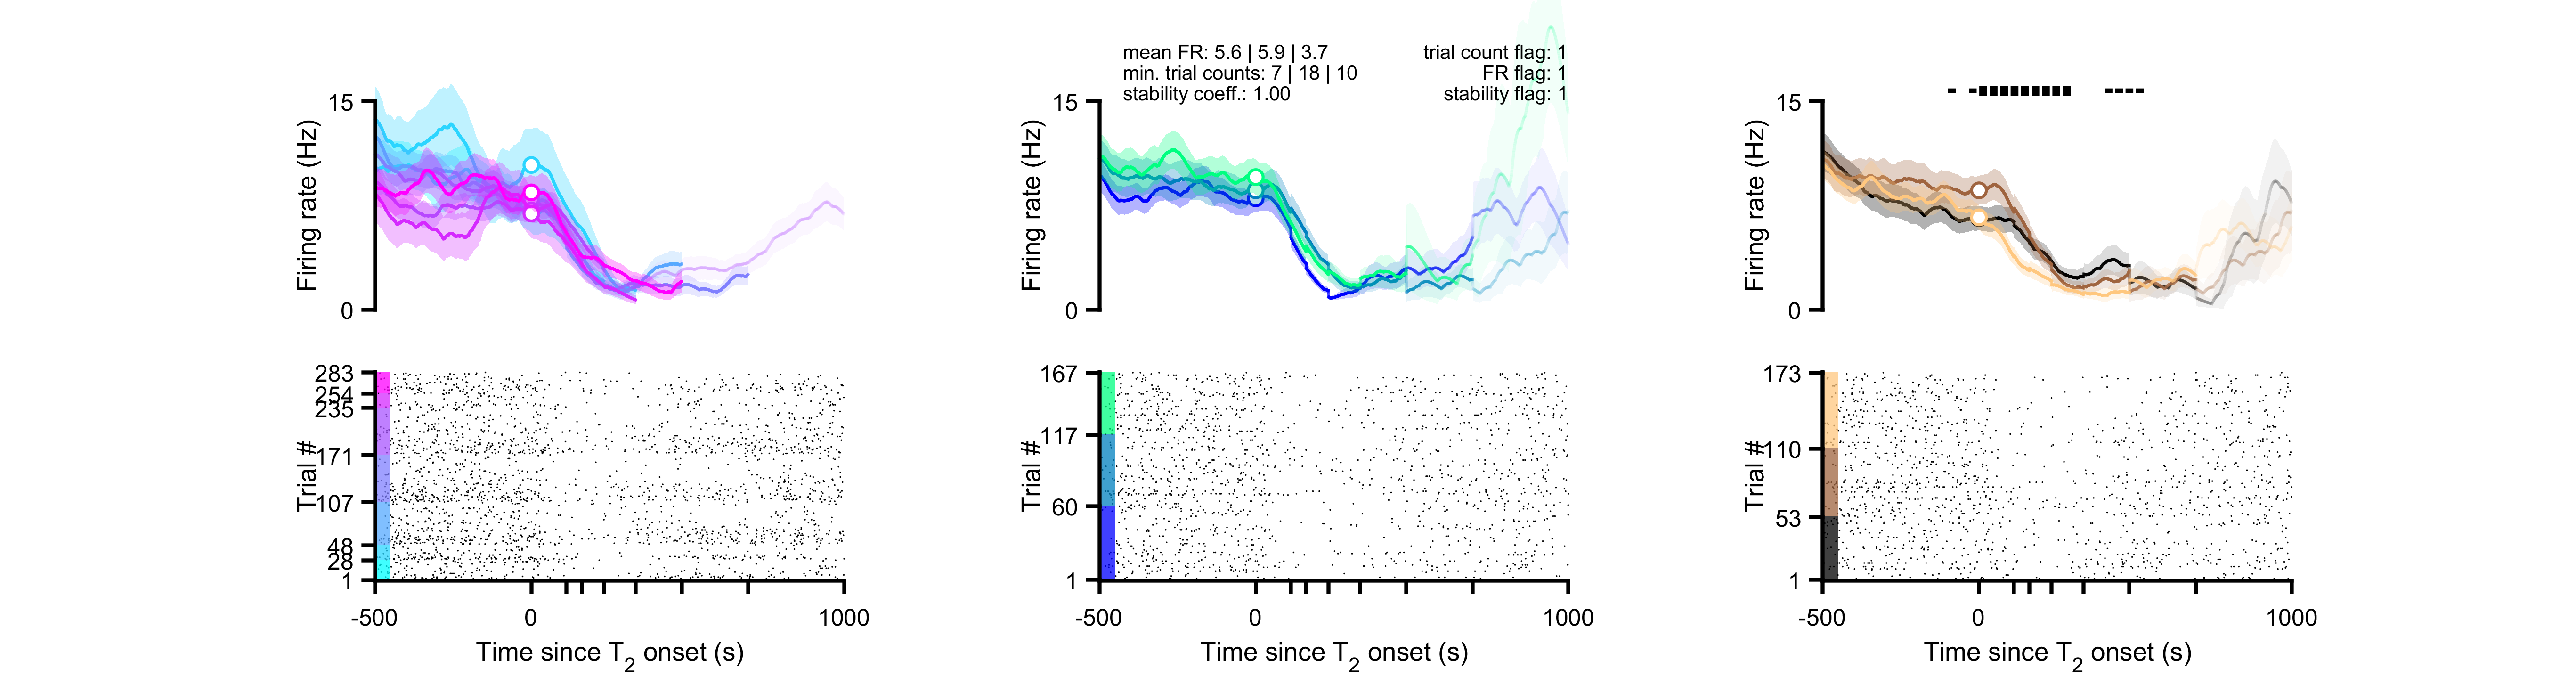 mean FR: 5.6 | 5.9 | 3.7
min. trial counts: 7 | 18 | 10
stability coeff.: 1.00
trial count flag: 1
FR flag: 1
stability flag: 1
15
Firing rate (Hz)
0
15
Firing rate (Hz)
0
15
Firing rate (Hz)
0
283
254
235
171
107
48
28
1
Trial #
-500
0
1000
Time since T2 onset (s)
167
117
60
1
Trial #
-500
0
1000
Time since T2 onset (s)
173
110
53
1
Trial #
-500
0
1000
Time since T2 onset (s)